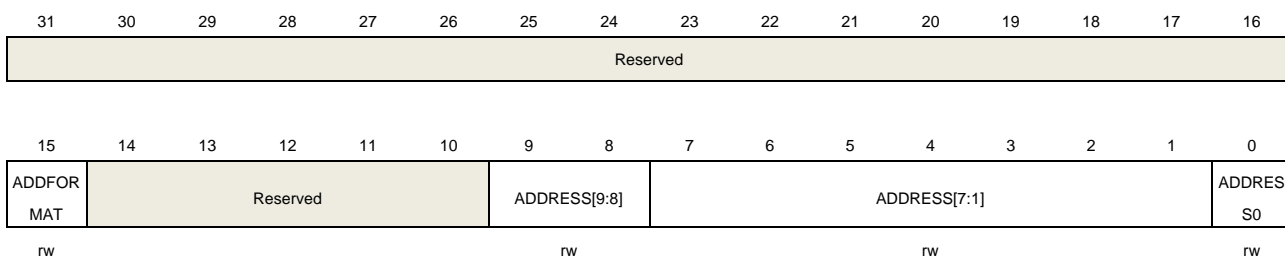 31 30 29 28 27 26 25 24 23 22 21 20 19 18 17 16
Reserved
15 14 13 12 11 10 9 8 7 6 5 4 3 2 1 0
ADDFOR
MAT
Reserved
ADDRESS[9:8]
ADDRESS[7:1]
ADDRES
S0
rw rw rw rw